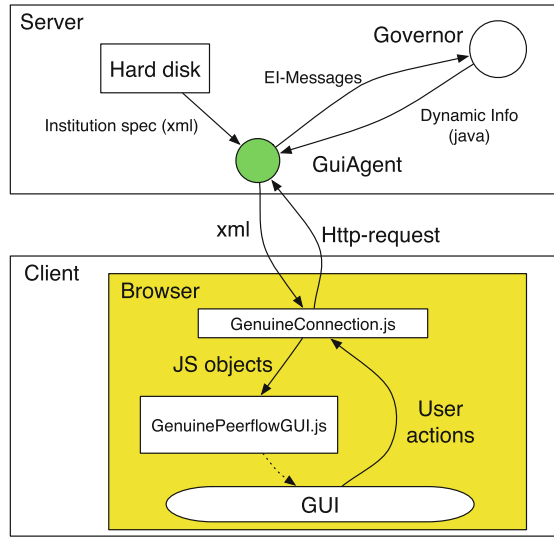 Server
Governor
Hard disk
EI-Messages
Institution spec (xml)
Dynamic Info
(java)
GuiAgent
xml
Http-request
Client
Browser
GenuineConnection.js
JS objects
GenuinePeerflowGUI.js
User
actions
GUI